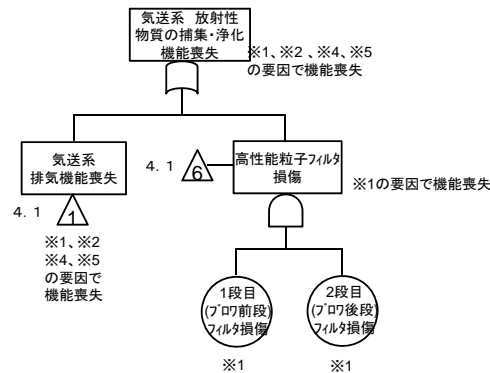 気送系 放射性
物質の捕集・浄化
機能喪失
※1、※2 、※4、※5
の要因で機能喪失
気送系
排気機能喪失
4．1
1
※1、※2
※4、※5
の要因で
機能喪失
4．1
6
高性能粒子フィルタ
損傷
※1の要因で機能喪失
1段目
(ブロワ前段)
フィルタ損傷
※1
2段目
(ブロワ後段)
フィルタ損傷
※1